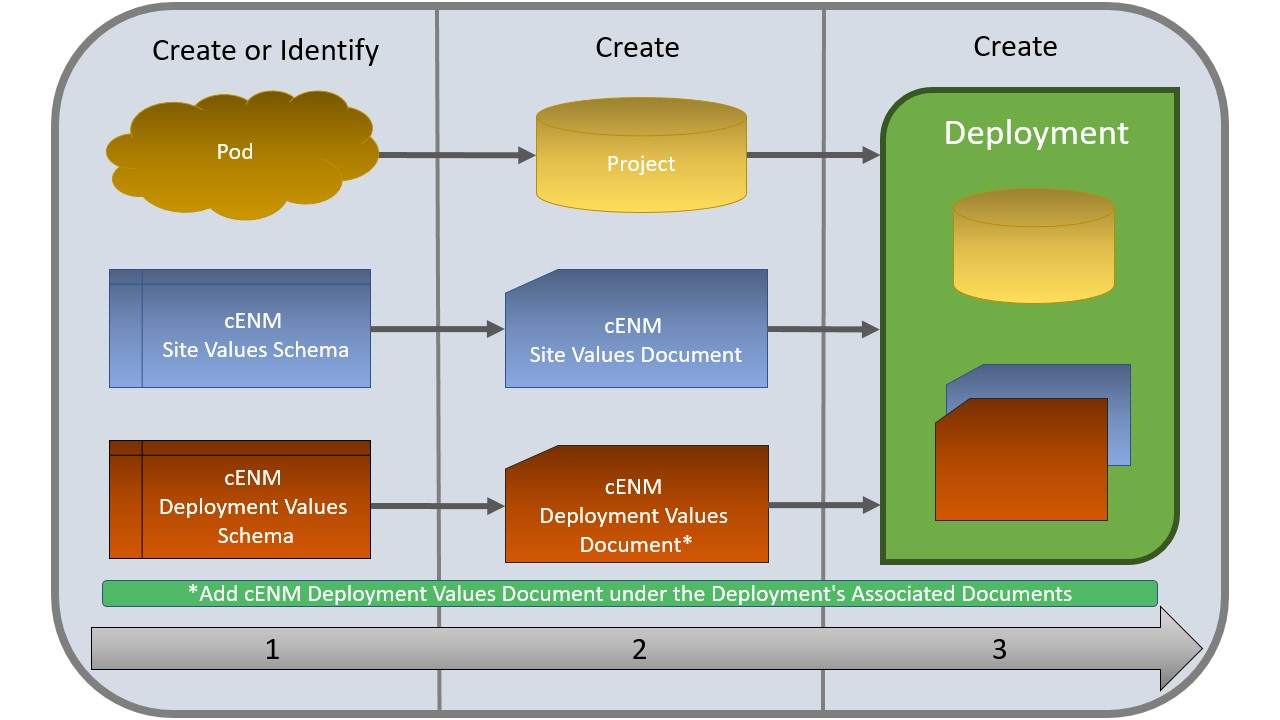 Create or Identify
Create
Create
Pod
Project
Deployment
cENM
Site Values Schema
cENM
Site Values Document
cENM
Deployment Values
Schema
cENM
Deployment Values
Document*
*Add cENM Deployment Values Document under the Deployment's Associated Documents
1
2
3